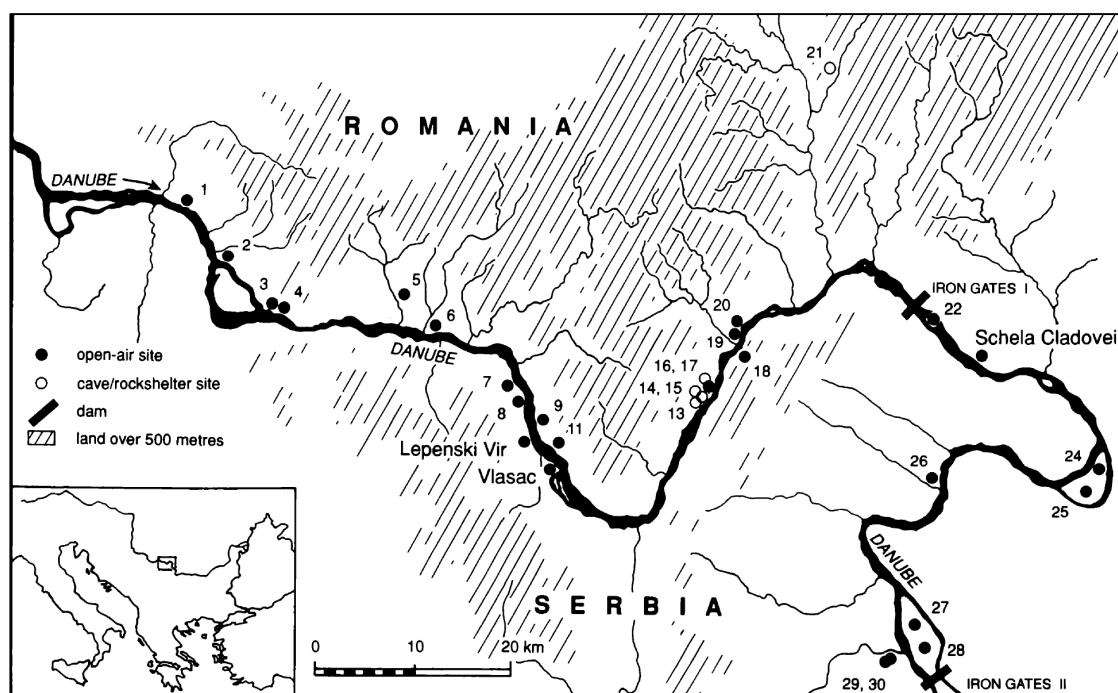 21
ROMANIA
DANUBE
1
2
3
4
5
6
DANUBE
IRON GATES I
22
Schela Cladovei
20
19
18
16, 17
14, 15
13
open-air site
cave/rockshelter site
dam
land over 500 metres
7
8
9
11
Lepenski Vir
Vlasac
24
25
26
DANUBE
SERBIA
27
28
29, 30
IRON GATES II
0 10 20 km